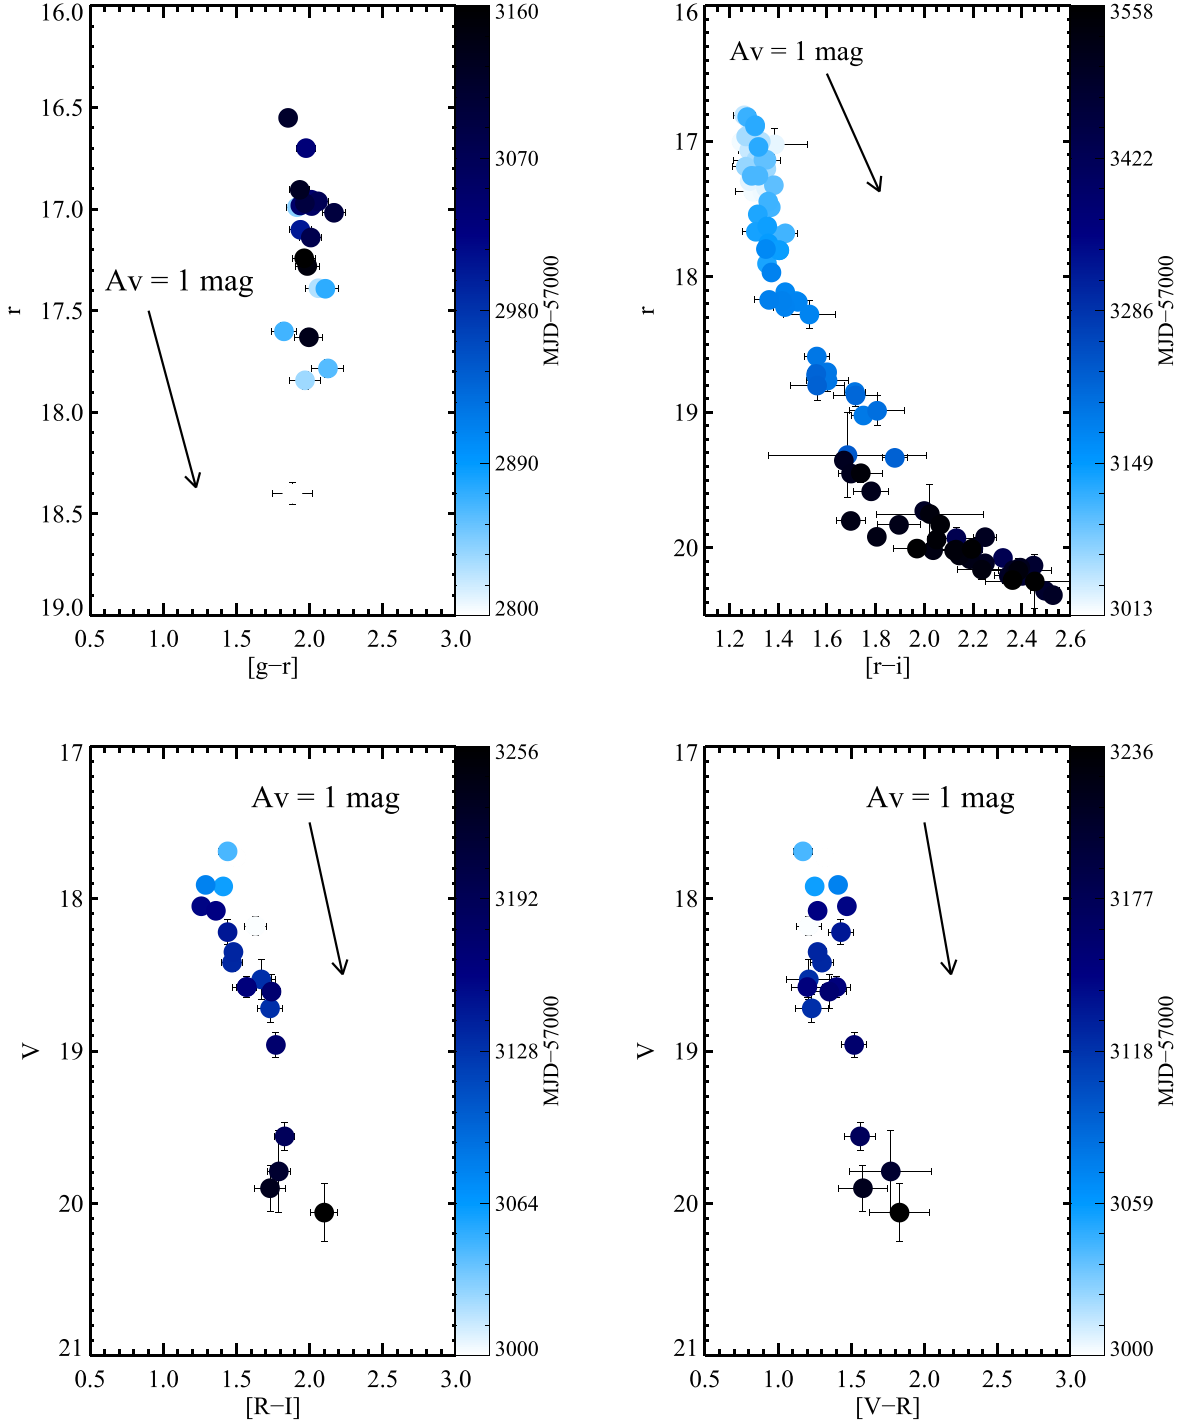 16.0
16.5
17.0
17.5
18.0
18.5
19.0
r
Av = 1 mag
0.5 1.0 1.5 2.0 2.5 3.0
[g−r]
3160
3070
2980
2890
2800
MJD−57000
16
17
18
19
20
r
Av = 1 mag
1.2 1.4 1.6 1.8 2.0 2.2 2.4 2.6
[r−i]
3558
3422
3286
3149
3013
MJD−57000
17
18
19
20
21
V
Av = 1 mag
0.5 1.0 1.5 2.0 2.5 3.0
[R−I]
3256
3192
3128
3064
3000
MJD−57000
17
18
19
20
21
V
Av = 1 mag
0.5 1.0 1.5 2.0 2.5 3.0
[V−R]
3236
3177
3118
3059
3000
MJD−57000